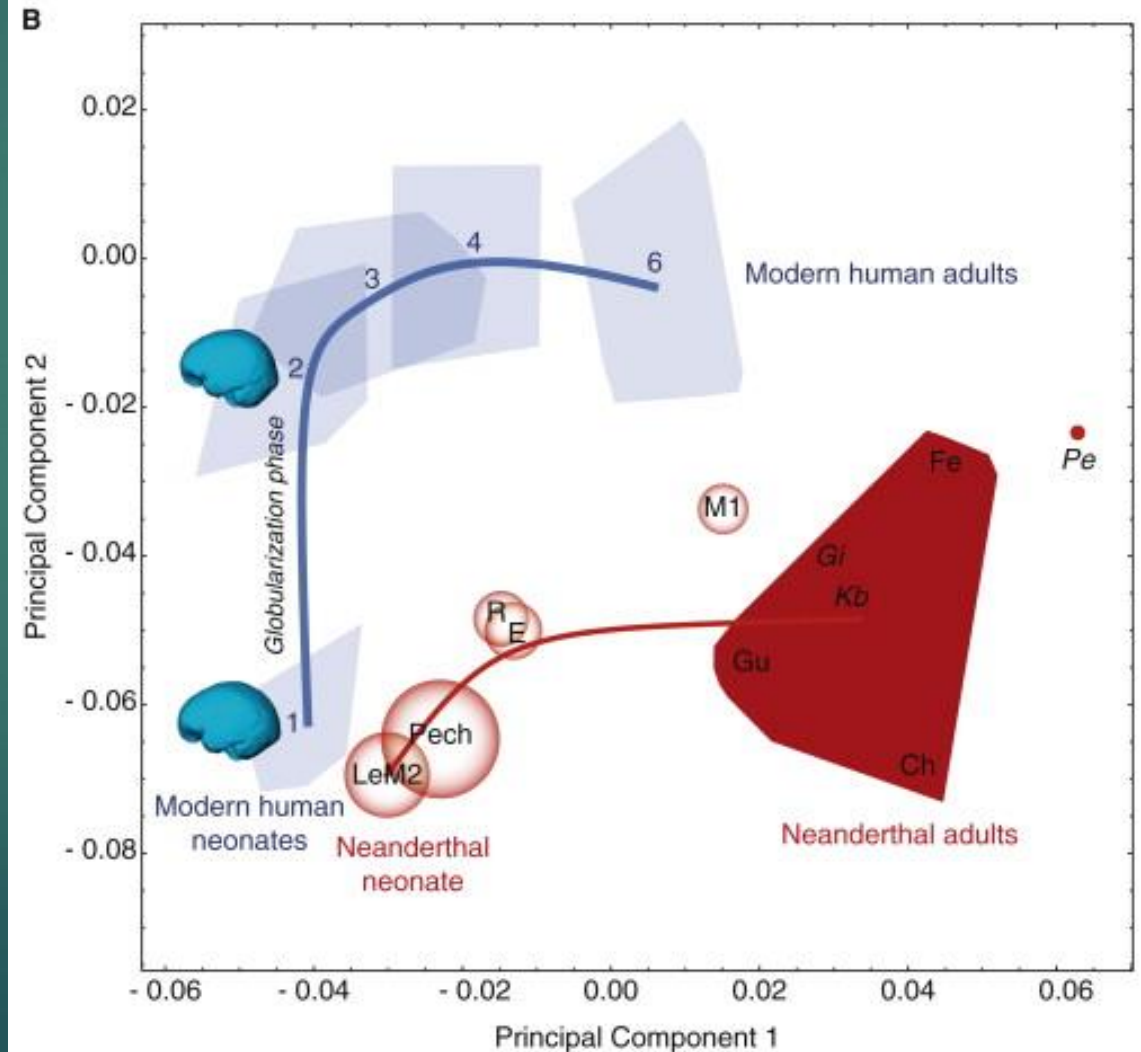 B
0.02
0.00
- 0.02
- 0.04
- 0.06
- 0.08
Principal Component 2
4
3
6
Modern human adults
2
Globularization phase
Fe
Pe
M1
Gi
Kb
R
E
Gu
1
Pech
LeM2
Ch
Modern human
neonates
Neanderthal
neonate
Neanderthal adults
- 0.06
- 0.04
- 0.02
0.00
0.02
0.04
0.06
Principal Component 1